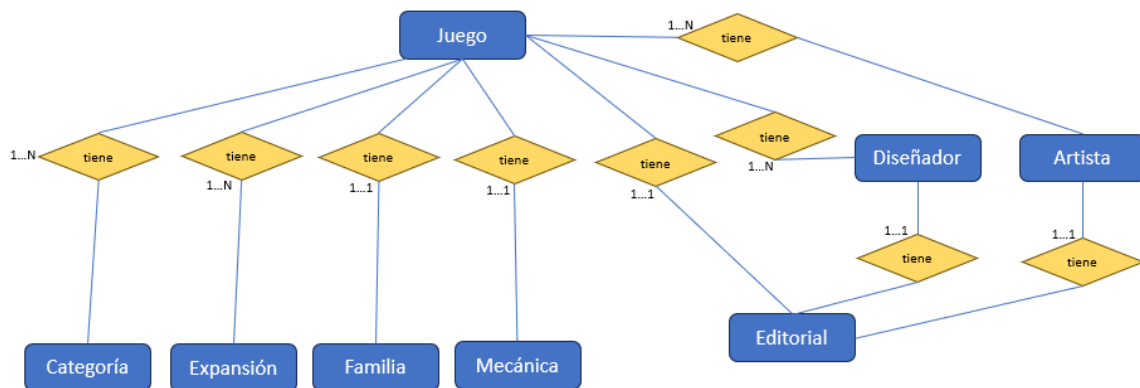 Juego
1...N
tiene
1...N
tiene
tiene
1...N
tiene
1...1
tiene
1...1
tiene
1...1
tiene
1...N
Diseñador
Artista
1...1
tiene
1...1
tiene
Editorial
Categoría
Expansión
Familia
Mecánica